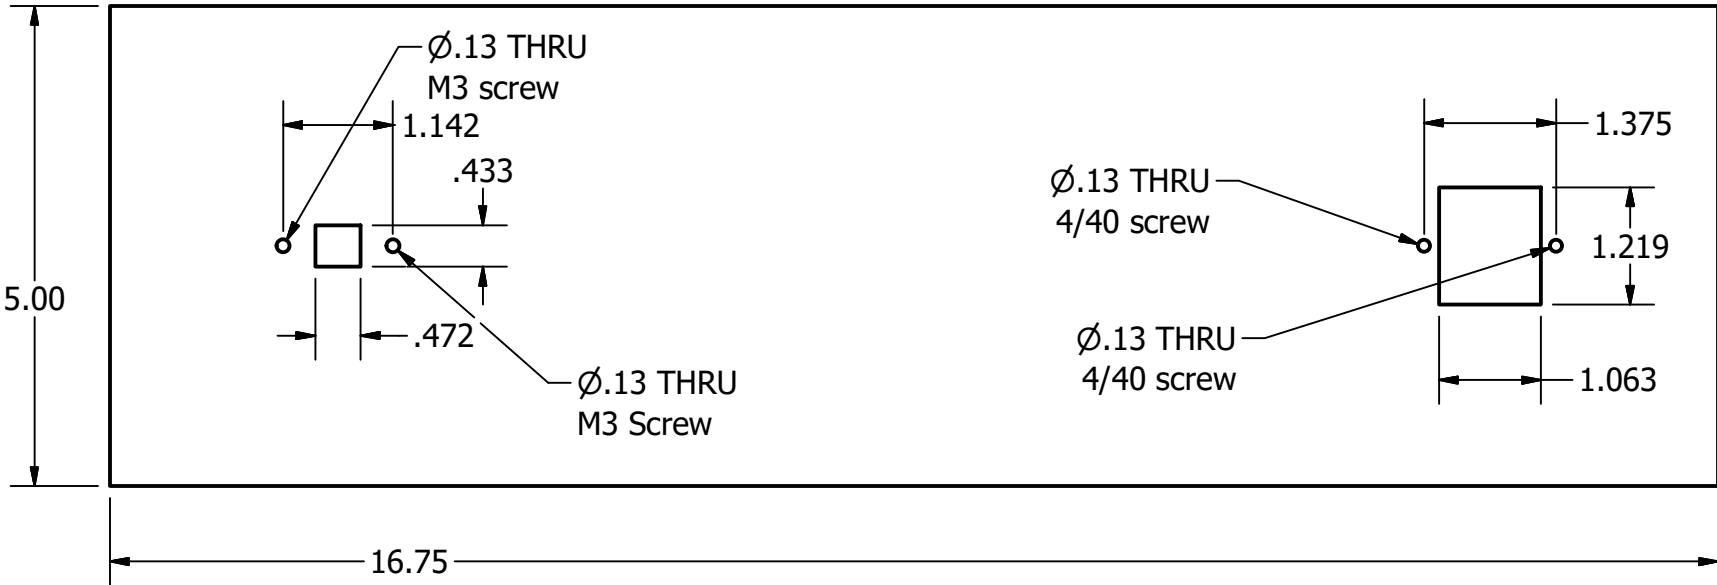 Ø.13 THRU
M3 screw
1.142
.433
.472
Ø.13 THRU
M3 Screw
5.00
1.375
Ø.13 THRU
4/40 screw
1.219
Ø.13 THRU
4/40 screw
1.063
16.75